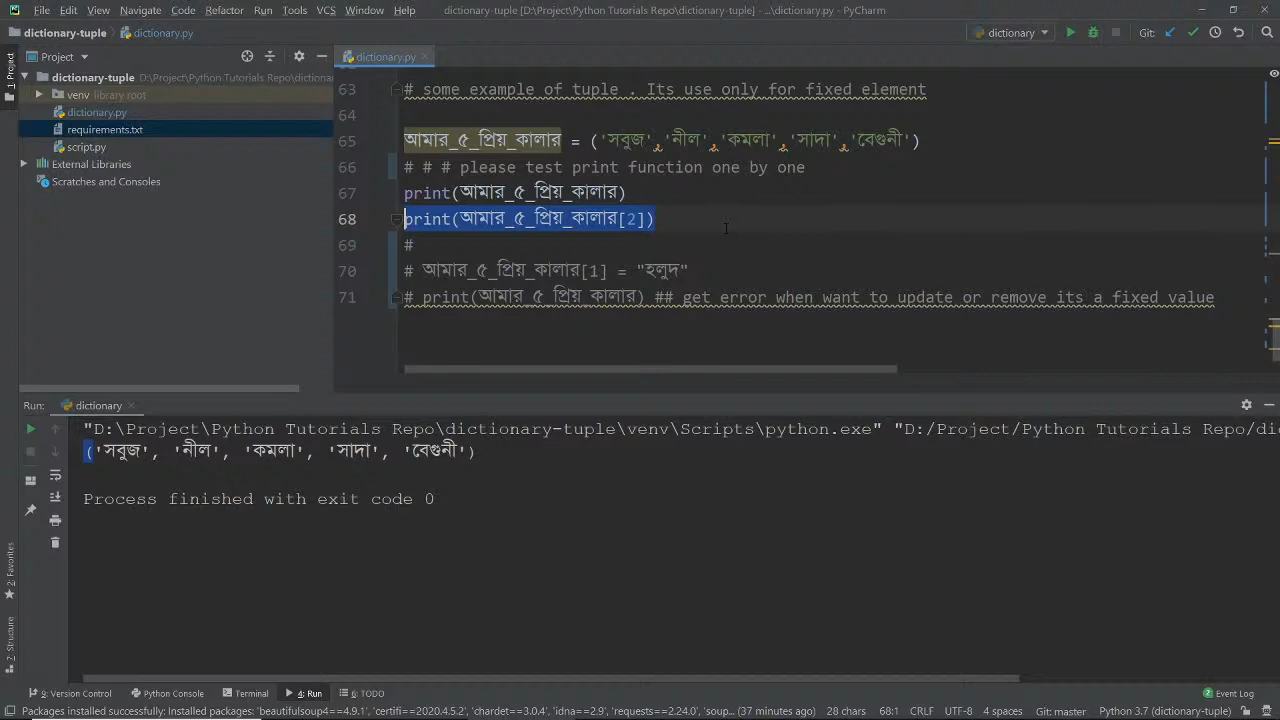 File Edit View Navigate Code Refactor Run Tools VCS Window Help dictionary-tuple [D:\Project\Python Tutorials Repo\dictionary-tuple] - ...\dictionary.py - PyCharm
dictionary-tuple dictionary.py dictionary Git:
Project dictionary.py
1: Project
dictionary-tuple D:\Project\Python Tutorials Repo\dictionar
venv library root
dictionary.py
requirements.txt
script.py
External Libraries
Scratches and Consoles
63 # some example of tuple . Its use only for fixed element
64
65 আমার_৫_প্রিয়_কালার = ('সবুজ','নীল','কমলা','সাদা','বেগুনী')
66 # # # please test print function one by one
67 print(আমার_৫_প্রিয়_কালার)
68 print(আমার_৫_প্রিয়_কালার[2])
69 #
70 # আমার_৫_প্রিয়_কালার[1] = "হলুদ"
71 # print(আমার_৫_প্রিয়_কালার) ## get error when want to update or remove its a fixed value
Run: dictionary
"D:\Project\Python Tutorials Repo\dictionary-tuple\venv\Scripts\python.exe" "D:/Project/Python Tutorials Repo/di
('সবুজ', 'নীল', 'কমলা', 'সাদা', 'বেগুনী')
Process finished with exit code 0
2: Favorites
7: Structure
9: Version Control Python Console Terminal 4: Run 6: TODO 2 Event Log
Packages installed successfully: Installed packages: 'beautifulsoup4==4.9.1', 'certifi==2020.4.5.2', 'chardet==3.0.4', 'idna==2.9', 'requests==2.24.0', 'soup... (37 minutes ago) 28 chars 68:1 CRLF UTF-8 4 spaces Git: master Python 3.7 (dictionary-tuple)